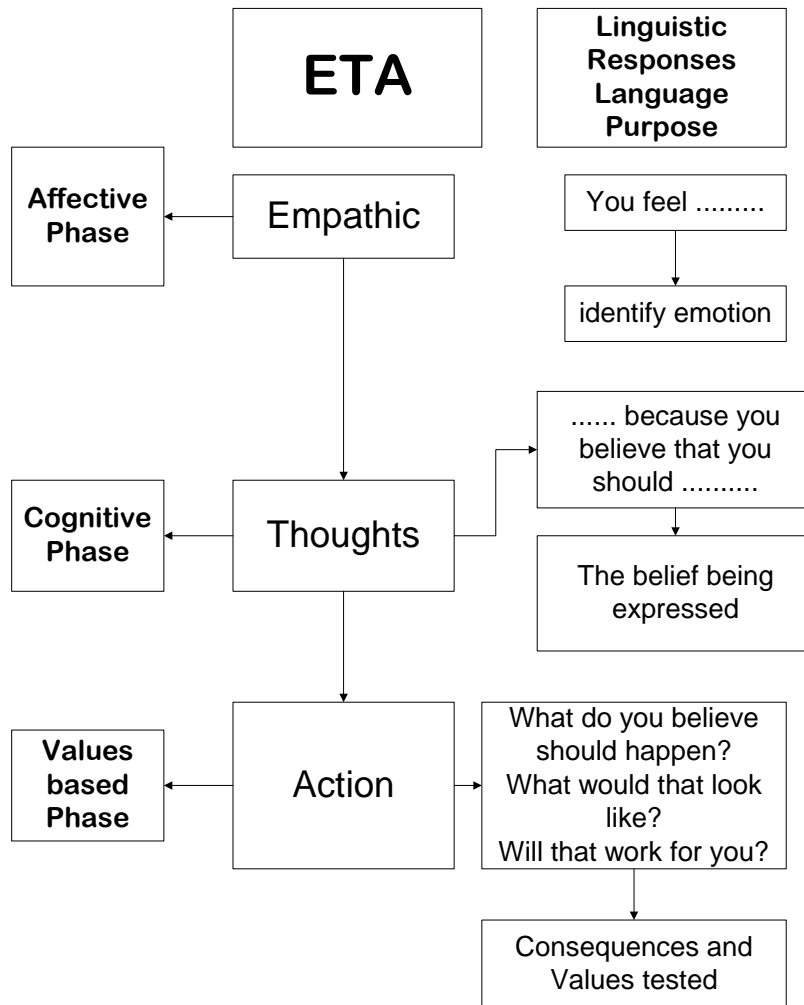 ETA
Linguistic
Responses
Language
Purpose
Affective
Phase
Empathic
You feel .........
identify emotion
...... because you
believe that you
should ..........
Cognitive
Phase
Thoughts
The belief being
expressed
Values
based
Phase
Action
What do you believe
should happen?
What would that look
like?
Will that work for you?
Consequences and
Values tested